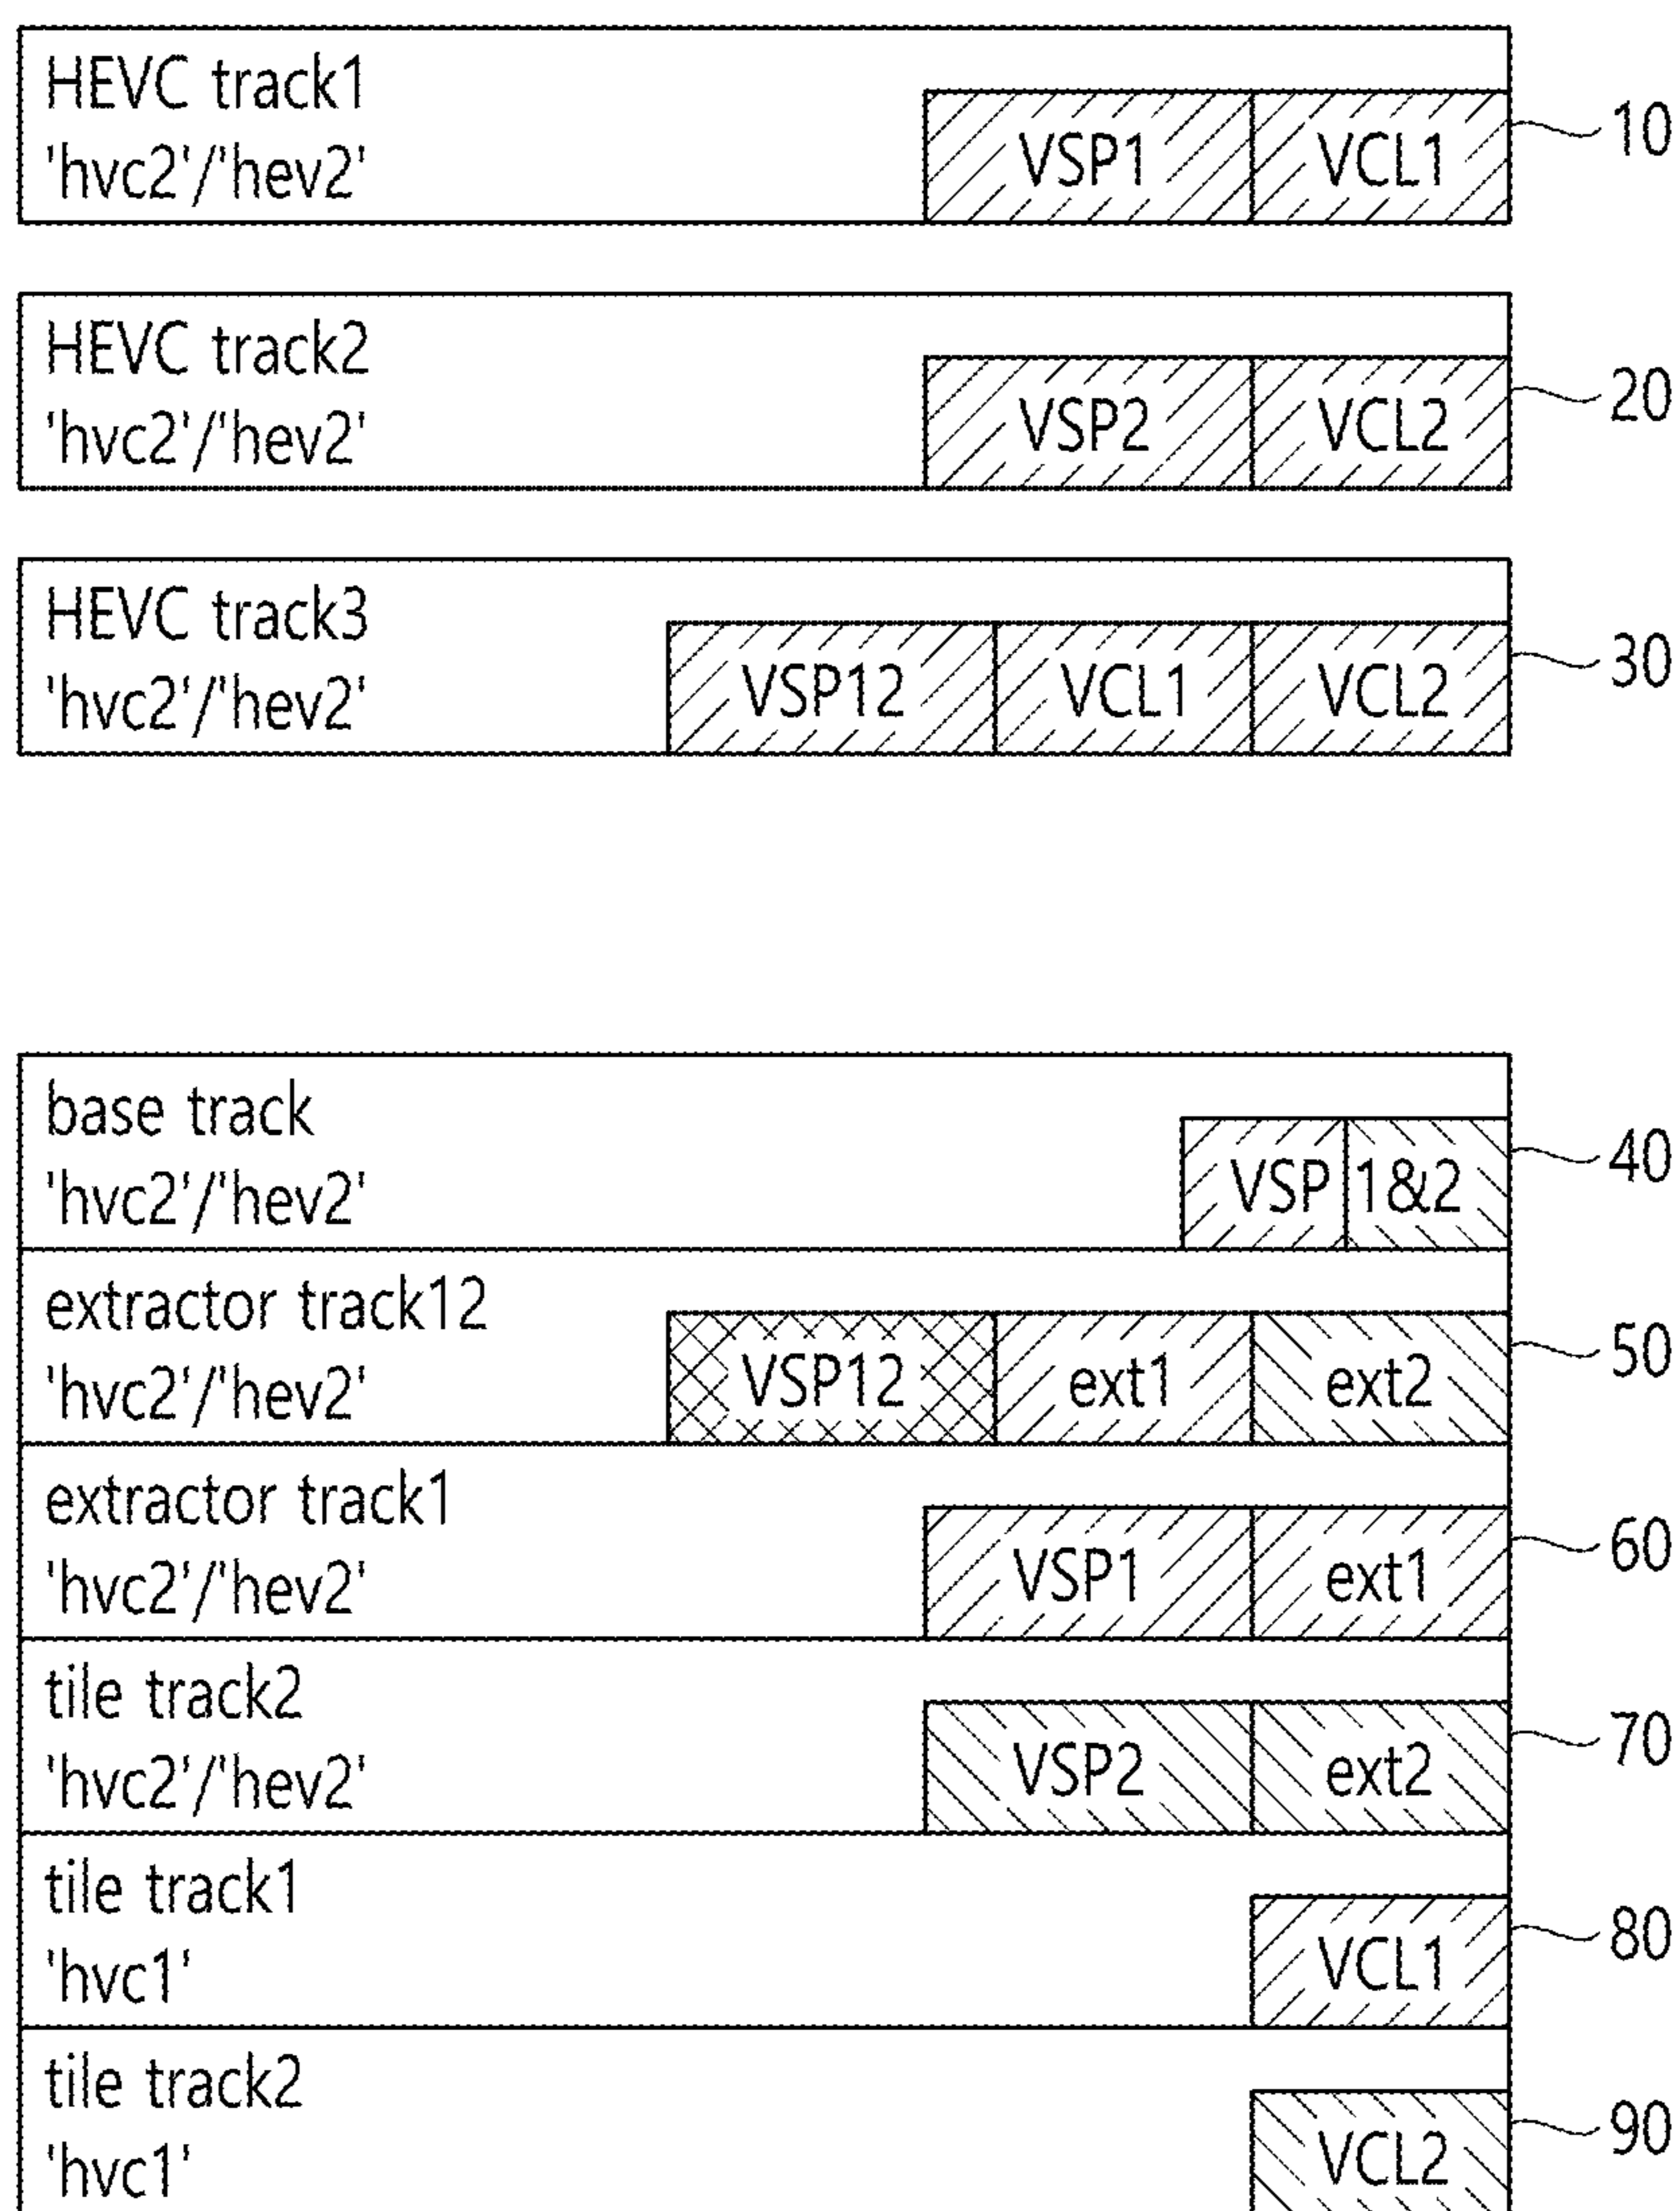 HEVC track1
'hvc2'/'hev2'
VSP1 VCL1 10
HEVC track2
'hvc2'/'hev2'
VSP2 VCL2 20
HEVC track3
'hvc2'/'hev2'
VSP12 VCL1 VCL2 30
base track
'hvc2'/'hev2'
VSP 1&2 40
extractor track12
'hvc2'/'hev2'
VSP12 ext1 ext2 50
extractor track1
'hvc2'/'hev2'
VSP1 ext1 60
tile track2
'hvc2'/'hev2'
VSP2 ext2 70
tile track1
'hvc1'
VCL1 80
tile track2
'hvc1'
VCL2 90